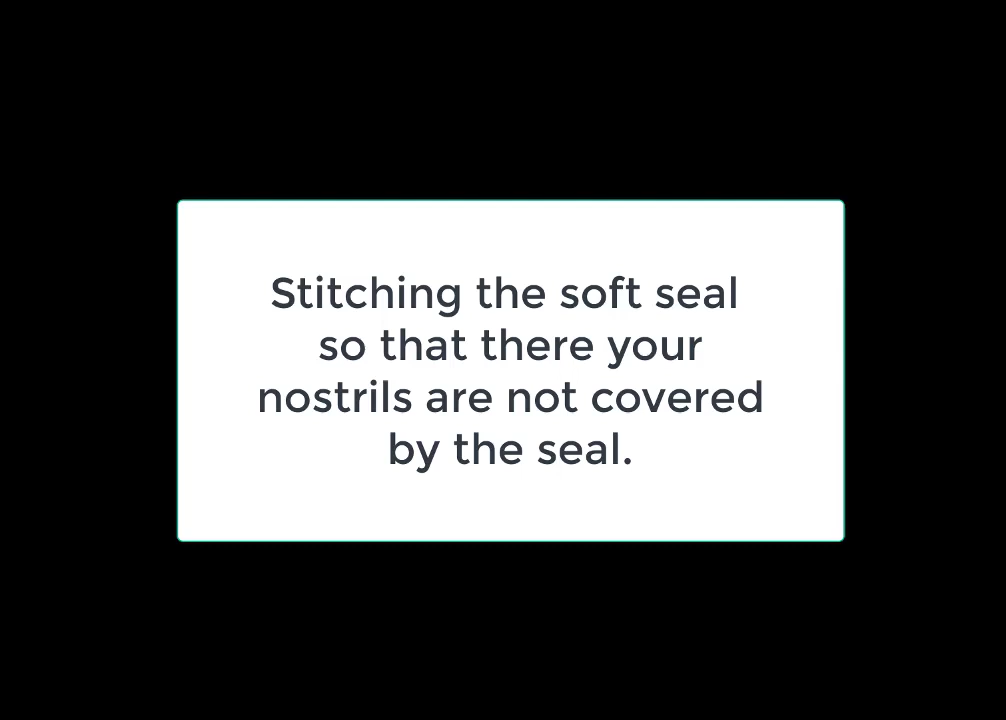 Stitching the soft seal
so that there your
nostrils are not covered
by the seal.